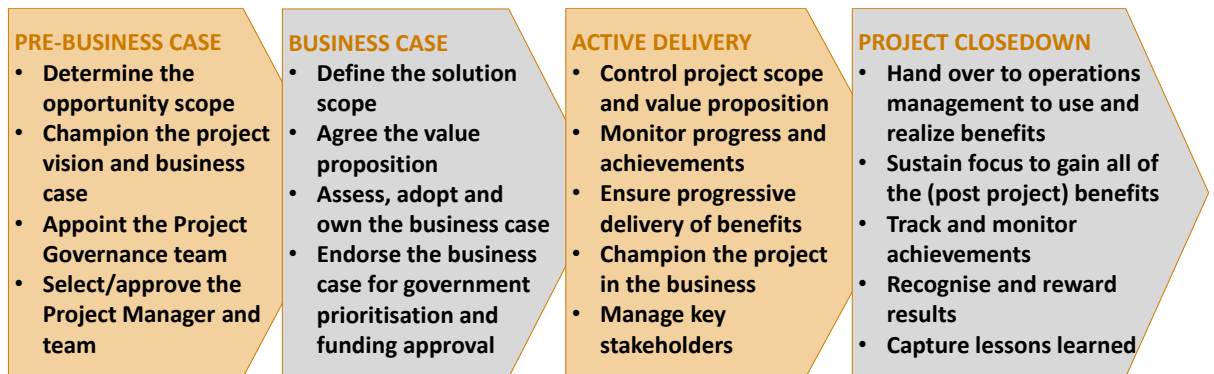 PRE-BUSINESS CASE
• Determine the
opportunity scope
• Champion the project
vision and business
case
• Appoint the Project
Governance team
• Select/approve the
Project Manager and
team
BUSINESS CASE
• Define the solution
scope
• Agree the value
proposition
• Assess, adopt and
own the business case
• Endorse the business
case for government
prioritisation and
funding approval
ACTIVE DELIVERY
• Control project scope
and value proposition
• Monitor progress and
achievements
• Ensure progressive
delivery of benefits
• Champion the project
in the business
• Manage key
stakeholders
PROJECT CLOSEDOWN
• Hand over to operations
management to use and
realize benefits
• Sustain focus to gain all of
the (post project) benefits
• Track and monitor
achievements
• Recognise and reward
results
• Capture lessons learned